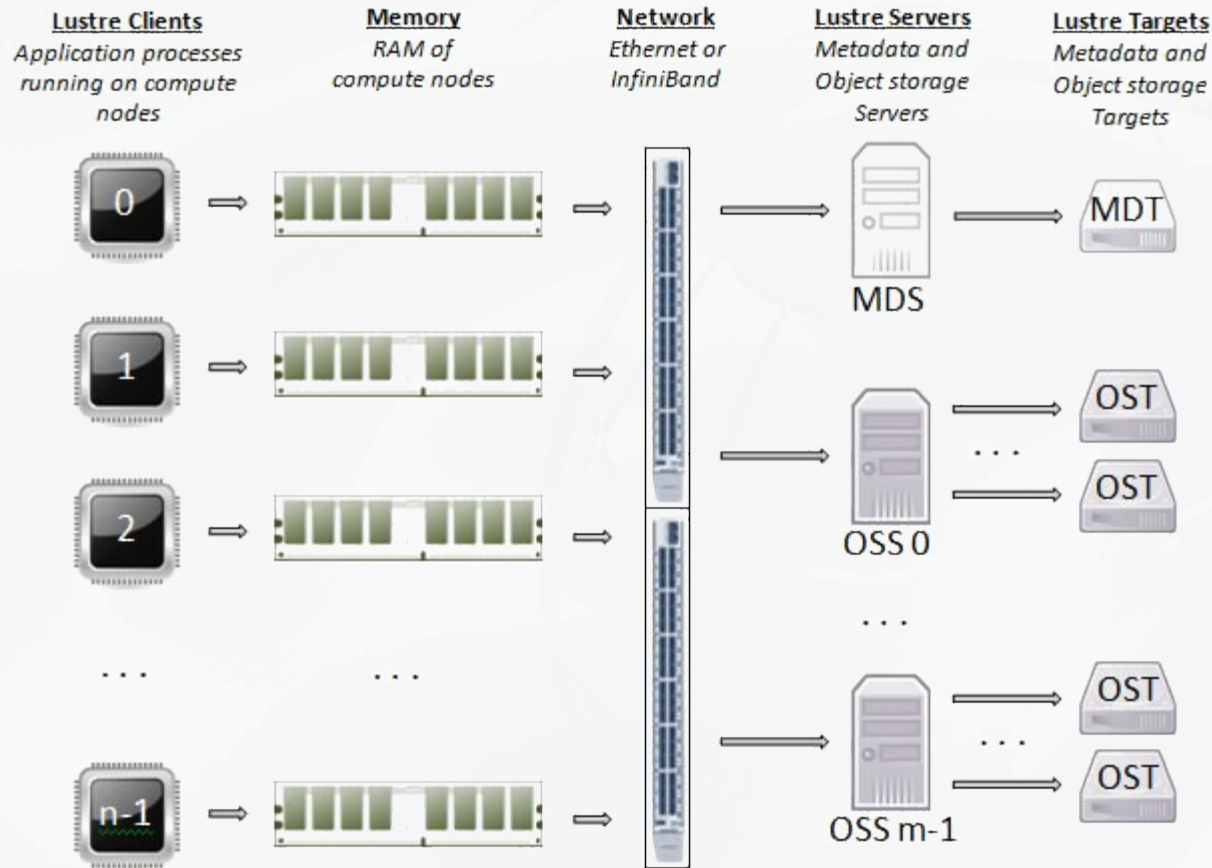 Lustre Clients
Application processes
running on compute
nodes
Memory
RAM of
compute nodes
Network
Ethernet or
InfiniBand
Lustre Servers
Metadata and
Object storage
Servers
Lustre Targets
Metadata and
Object storage
Targets
0
MDT
MDS
1
OST
2
OST
OSS 0
. . .
. . .
. . .
. . .
OST
. . .
n-1
OST
OSS m-1